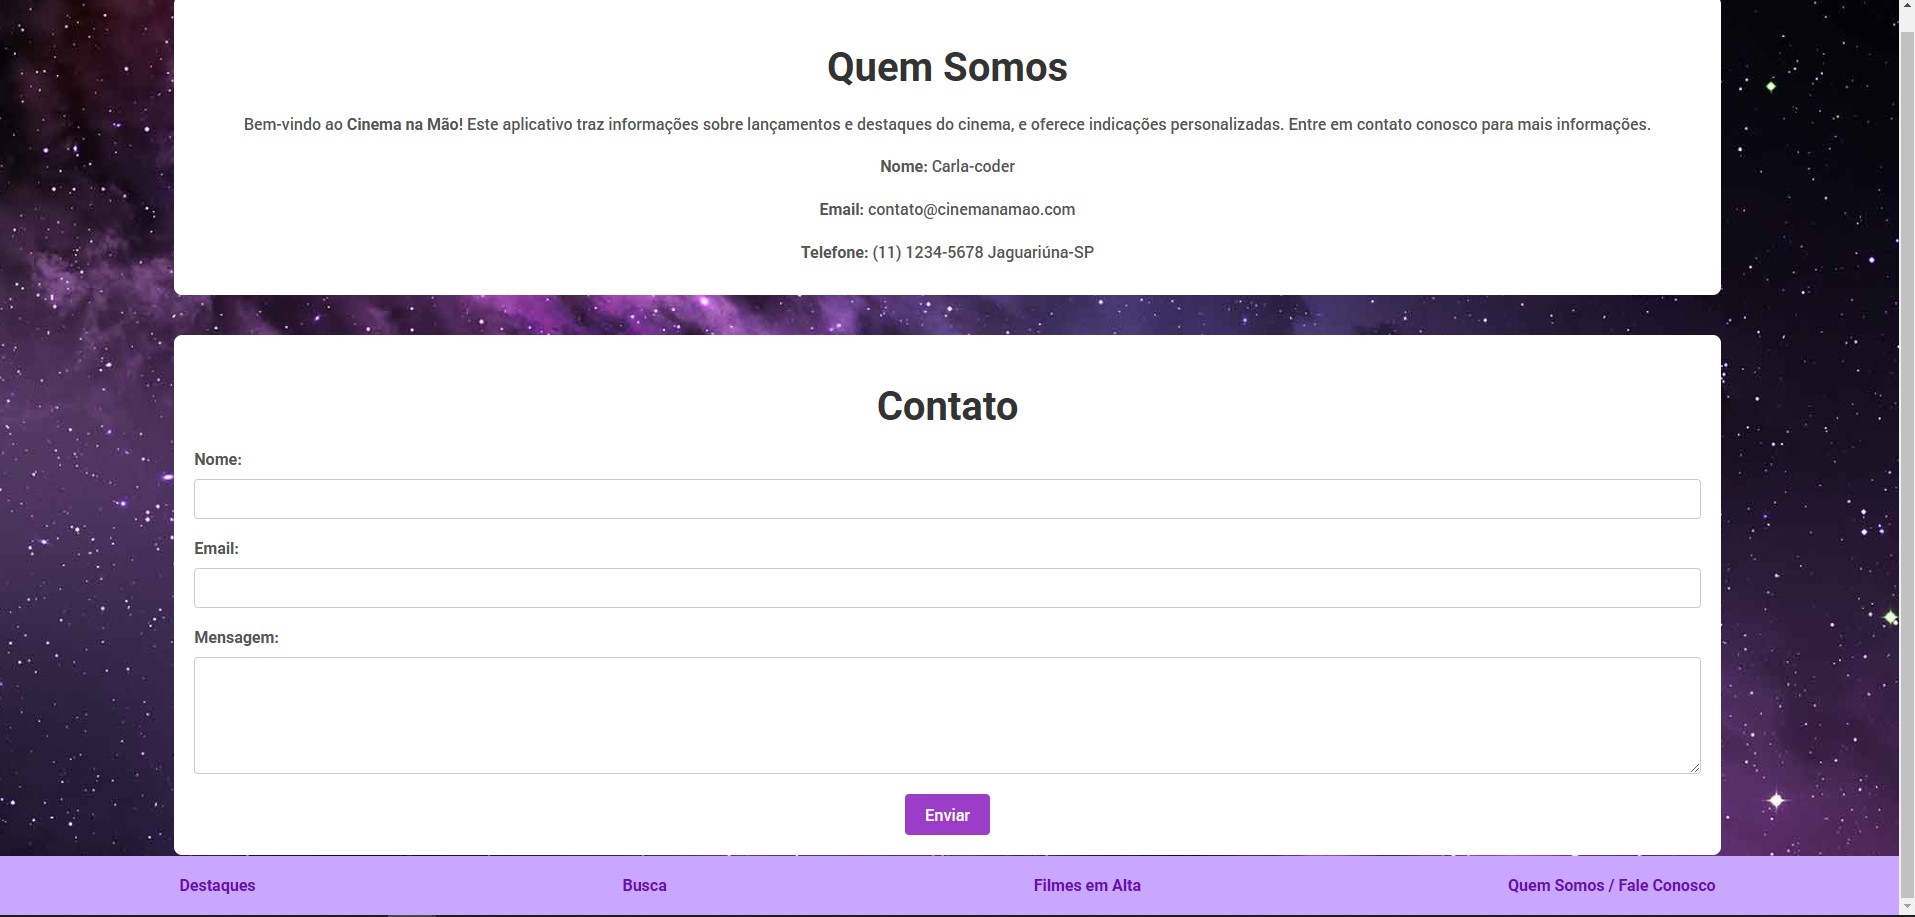 Quem Somos
Bem-vindo ao Cinema na Mão! Este aplicativo traz informações sobre lançamentos e destaques do cinema, e oferece indicações personalizadas. Entre em contato conosco para mais informações.
Nome: Carla-coder
Email: contato@cinemanamao.com
Telefone: (11) 1234-5678 Jaguariúna-SP
Contato
Nome:
Email:
Mensagem:
Enviar
Destaques Busca Filmes em Alta Quem Somos / Fale Conosco